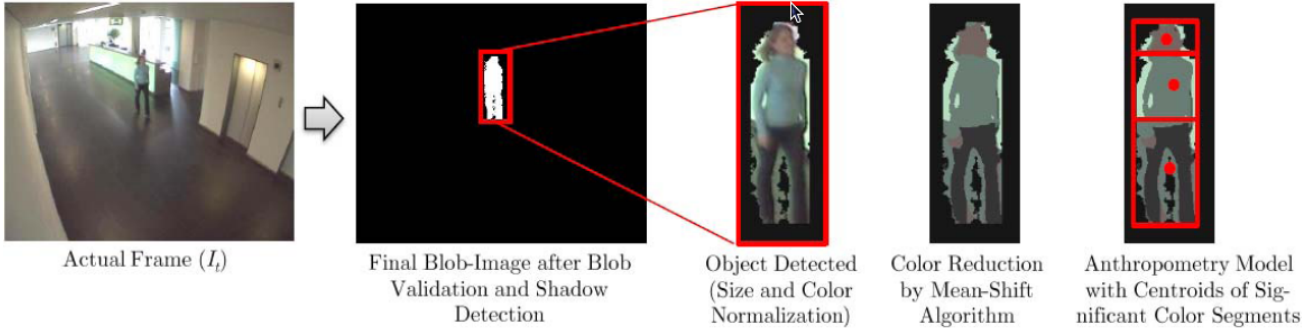 Actual Frame (I_t)
Final Blob-Image after Blob
Validation and Shadow
Detection
Object Detected
(Size and Color
Normalization)
Color Reduction
by Mean-Shift
Algorithm
Anthropometry Model
with Centroids of Sig-
nificant Color Segments